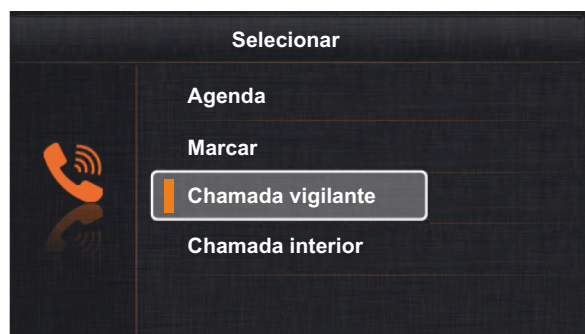 Selecionar
Agenda
Marcar
Chamada vigilante
Chamada interior